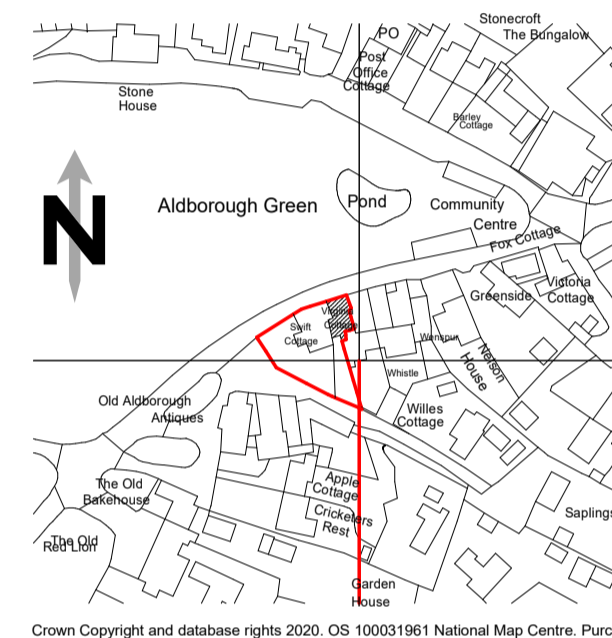 Stonecroft
The Bungalow
PO
Post
Office
Cottage
Stone
House
Barley
Cottage
N
Aldborough Green
Pond
Community
Centre
Fox Cottage
Victoria
Cottage
Greenside
Virginia
Cottage
Swift
Cottage
Wenspur
Nelson
House
Whistle
Old Aldborough
Antiques
Willes
Cottage
The Old
Bakehouse
Apple
Cottage
Cricketers
Rest
Saplings
The Old
Red Lion
Garden
House
Crown Copyright and database rights 2020. OS 100031961 National Map Centre. Purc